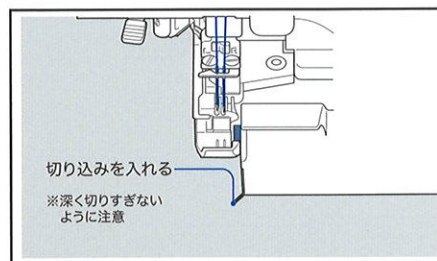 切り込みを入れる
※深く切りすぎない
ように注意